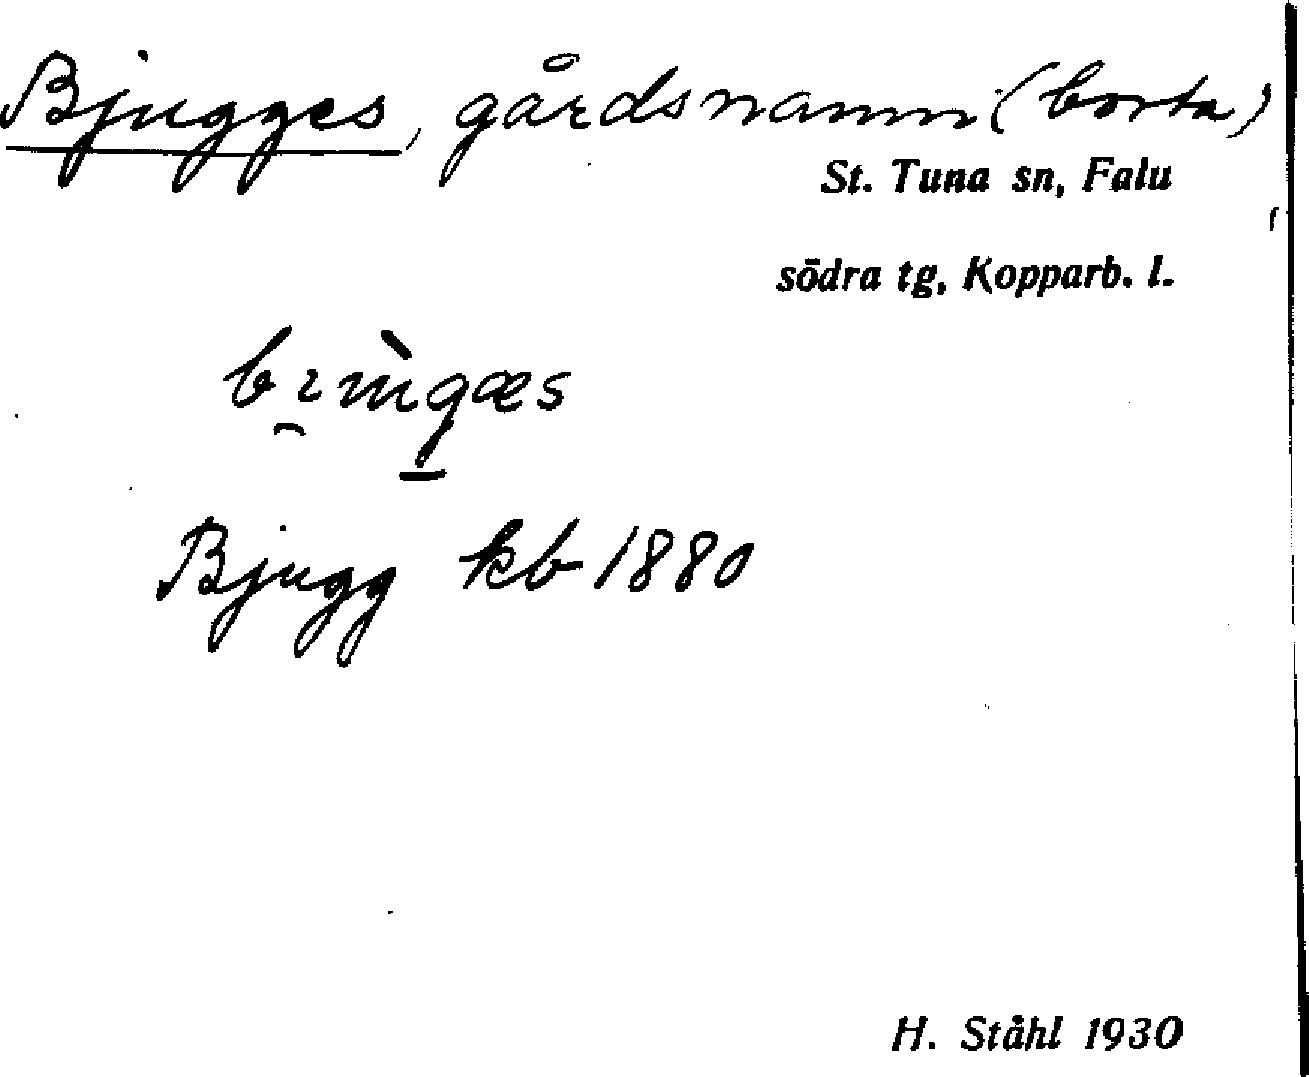 Bjugges, gårdsnamn (borta)
St. Tuna sn, Falu
södra tg, Kopparb. l.
Bjugg kb 1880
H. Ståhl 1930